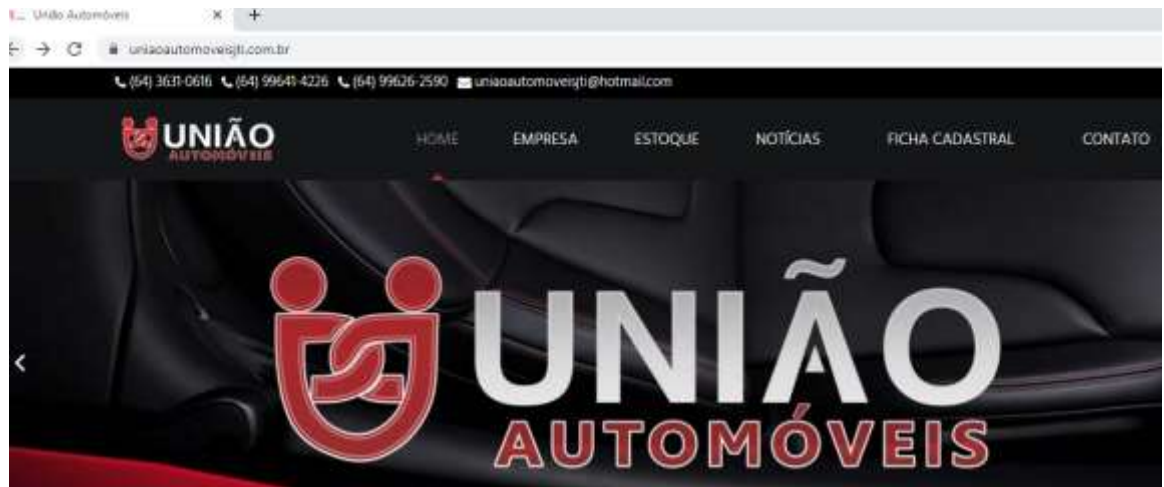 União Automóveis
uniaoautomoveisjti.com.br
(64) 3631-0616 (64) 99641-4226 (64) 99626-2590 uniaoautomoveisjti@hotmail.com
UNIÃO
AUTOMÓVEIS
HOME EMPRESA ESTOQUE NOTÍCIAS FICHA CADASTRAL CONTATO
UNIÃO
AUTOMÓVEIS